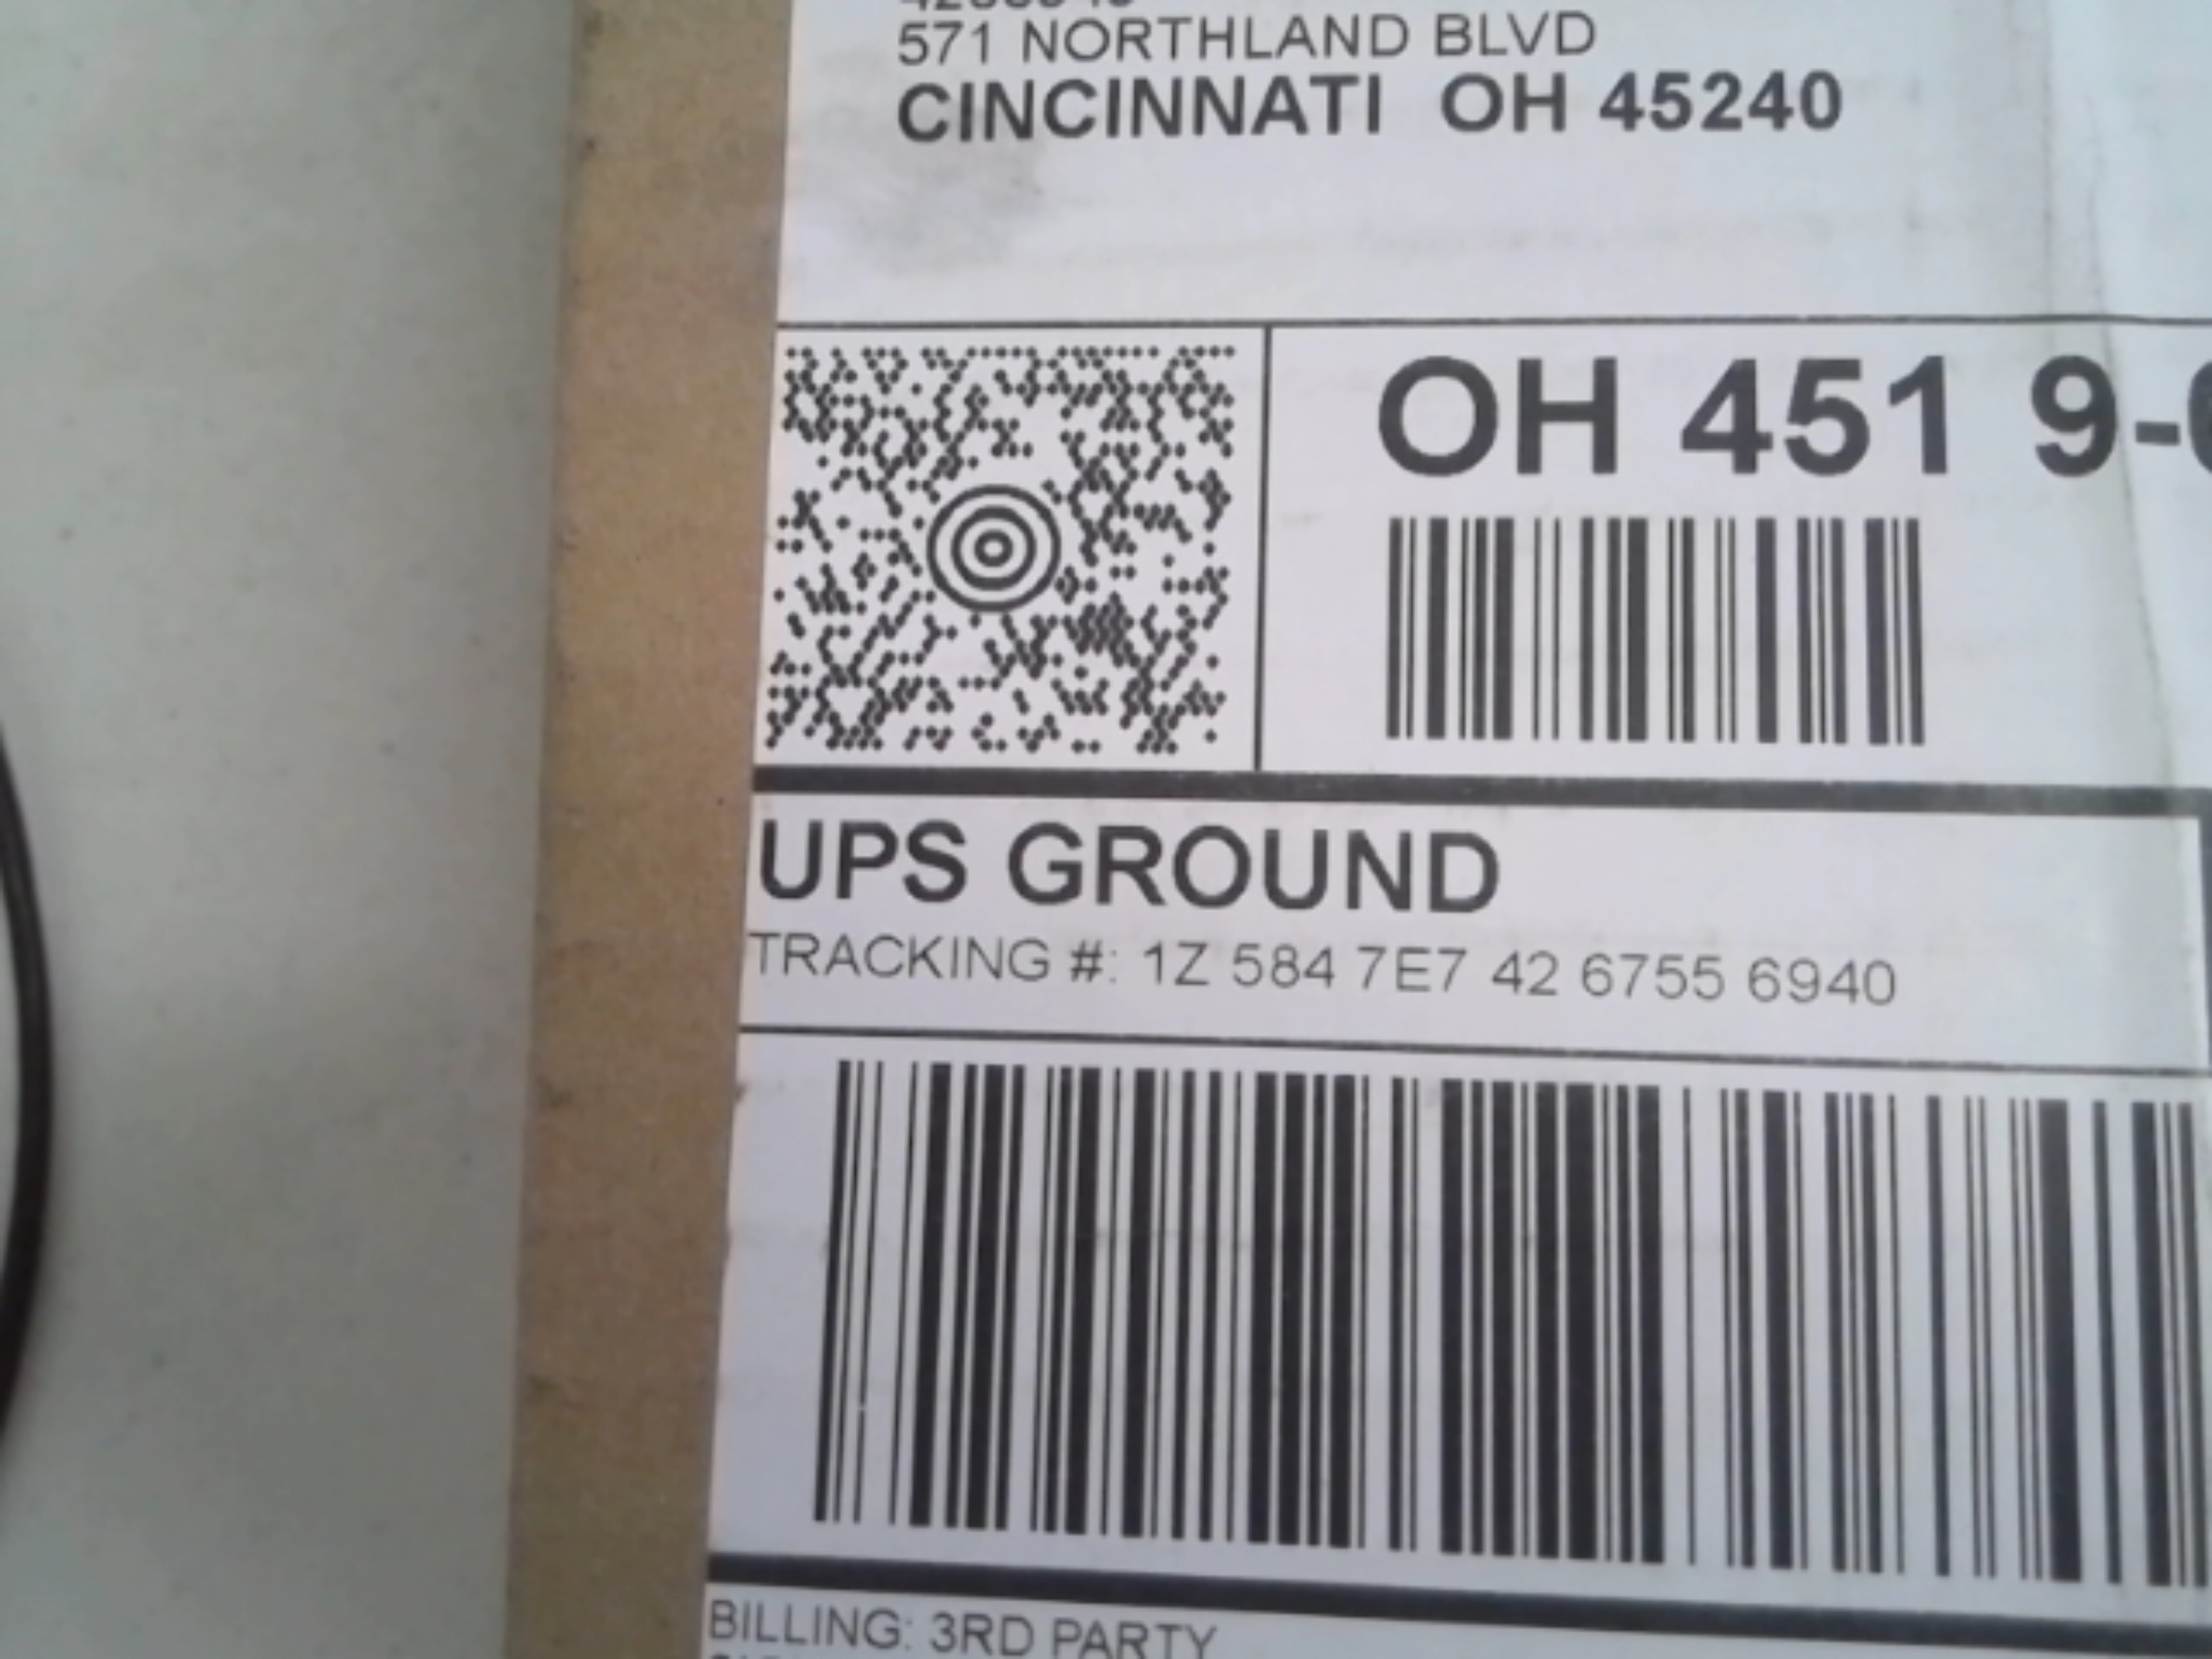 571 NORTHLAND BLVD
CINCINNATI OH 45240
OH 451 9-
UPS GROUND
TRACKING #: 1Z 584 7E7 42 6755 6940
BILLING: 3RD PARTY